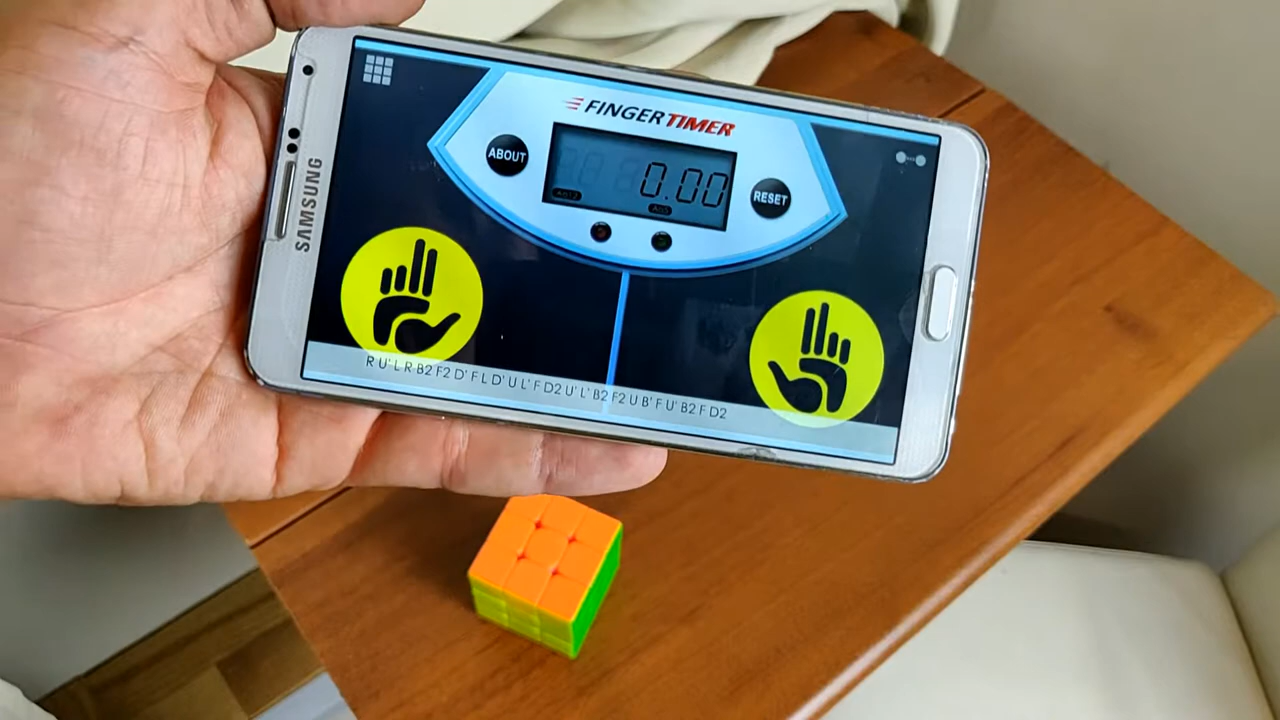 SAMSUNG
FINGERTIMER
ABOUT
0.00
RESET
R U' L R B2 F2 D' F L D' U L' F D2 U' L' B2 F2 U B' F U' B2 F D2